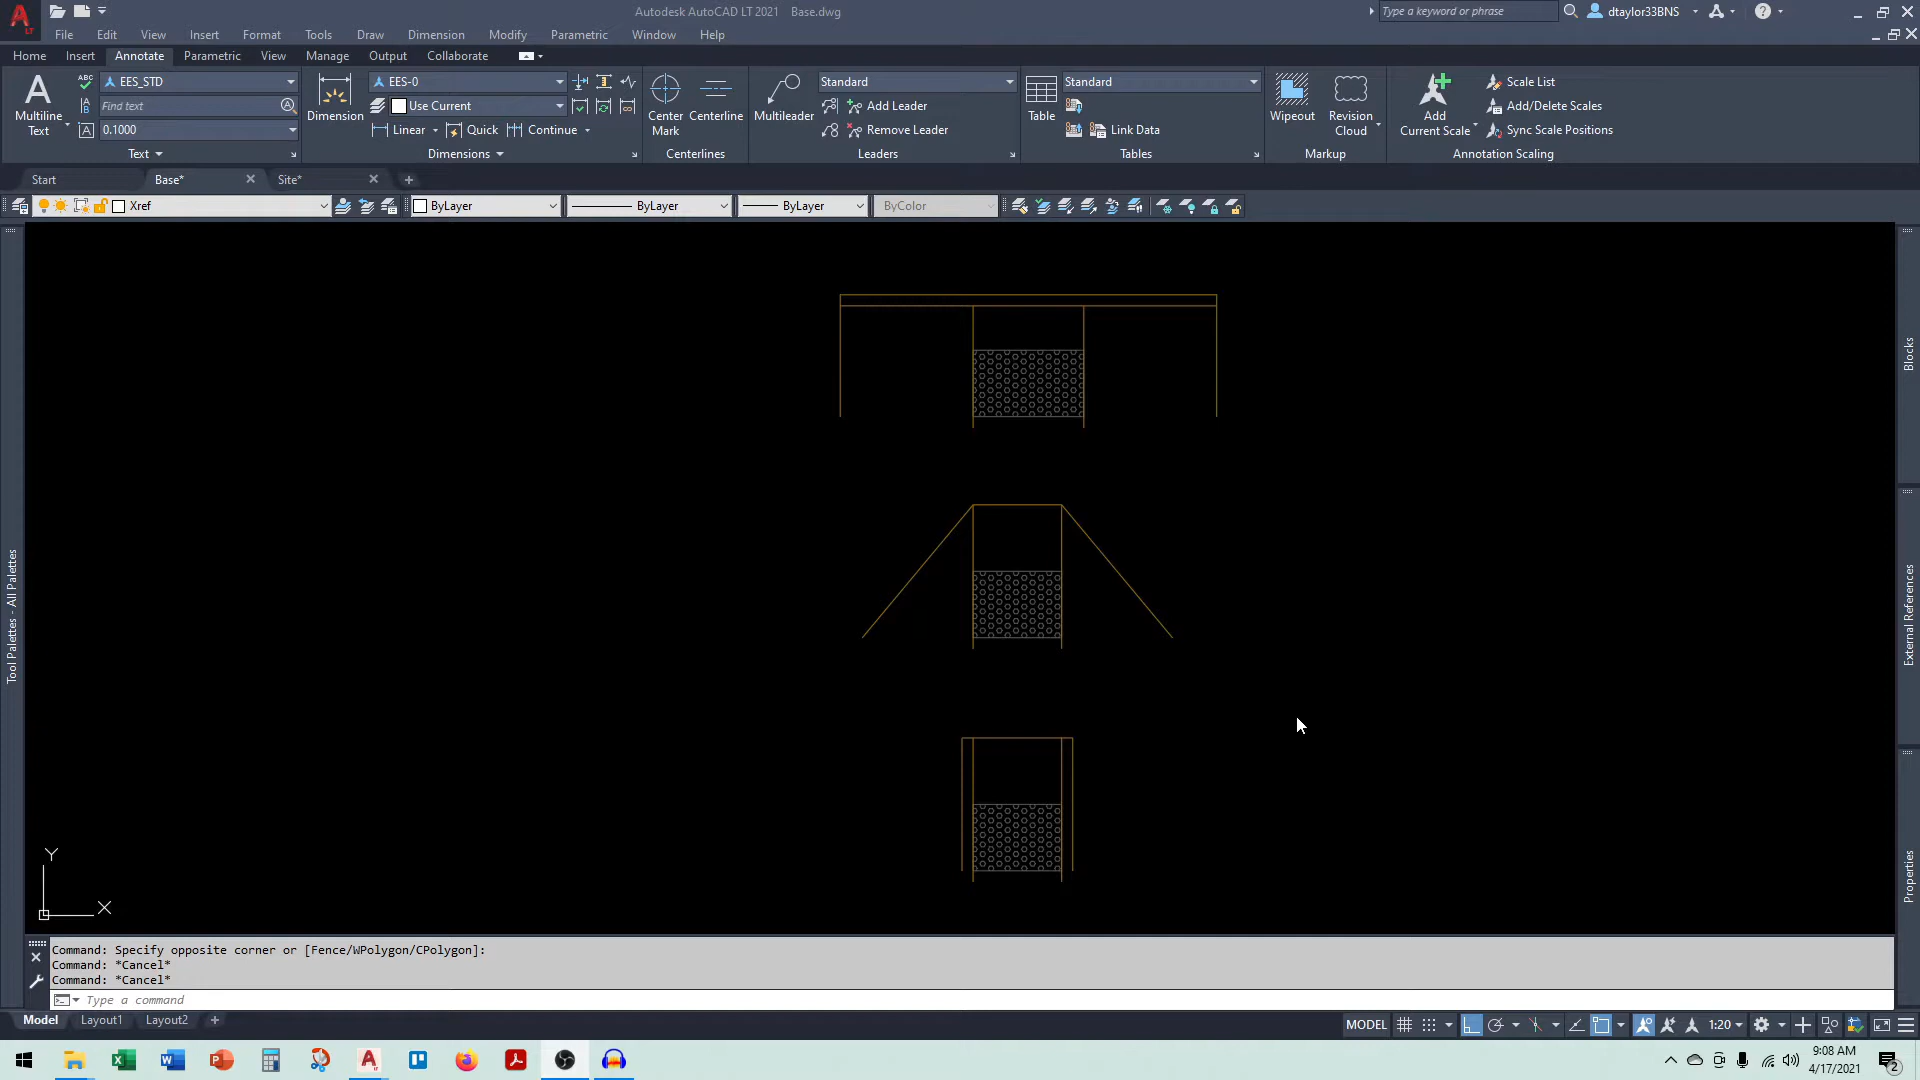 Autodesk AutoCAD LT 2021 Base.dwg
Type a keyword or phrase
dtaylor33BNS
File Edit View Insert Format Tools Draw Dimension Modify Parametric Window Help
Home Insert Annotate Parametric View Manage Output Collaborate
LT
Multiline Text
ABC
EES_STD
Find text
0.1000
Text
Dimension
EES-0
Use Current
Linear Quick Continue
Dimensions
Center Mark
Centerline
Centerlines
Multileader
Standard
Add Leader
Remove Leader
Leaders
Table
Standard
Link Data
Tables
Wipeout
Revision Cloud
Markup
Add Current Scale
Scale List
Add/Delete Scales
Sync Scale Positions
Annotation Scaling
Start Base* Site*
Xref ByLayer ByLayer ByLayer ByColor
Tool Palettes - All Palettes
Blocks
External References
Properties
Y
X
Command: Specify opposite corner or [Fence/WPolygon/CPolygon]:
Command: *Cancel*
Command: *Cancel*
Type a command
Model Layout1 Layout2
MODEL 1:20
9:08 AM
4/17/2021
2